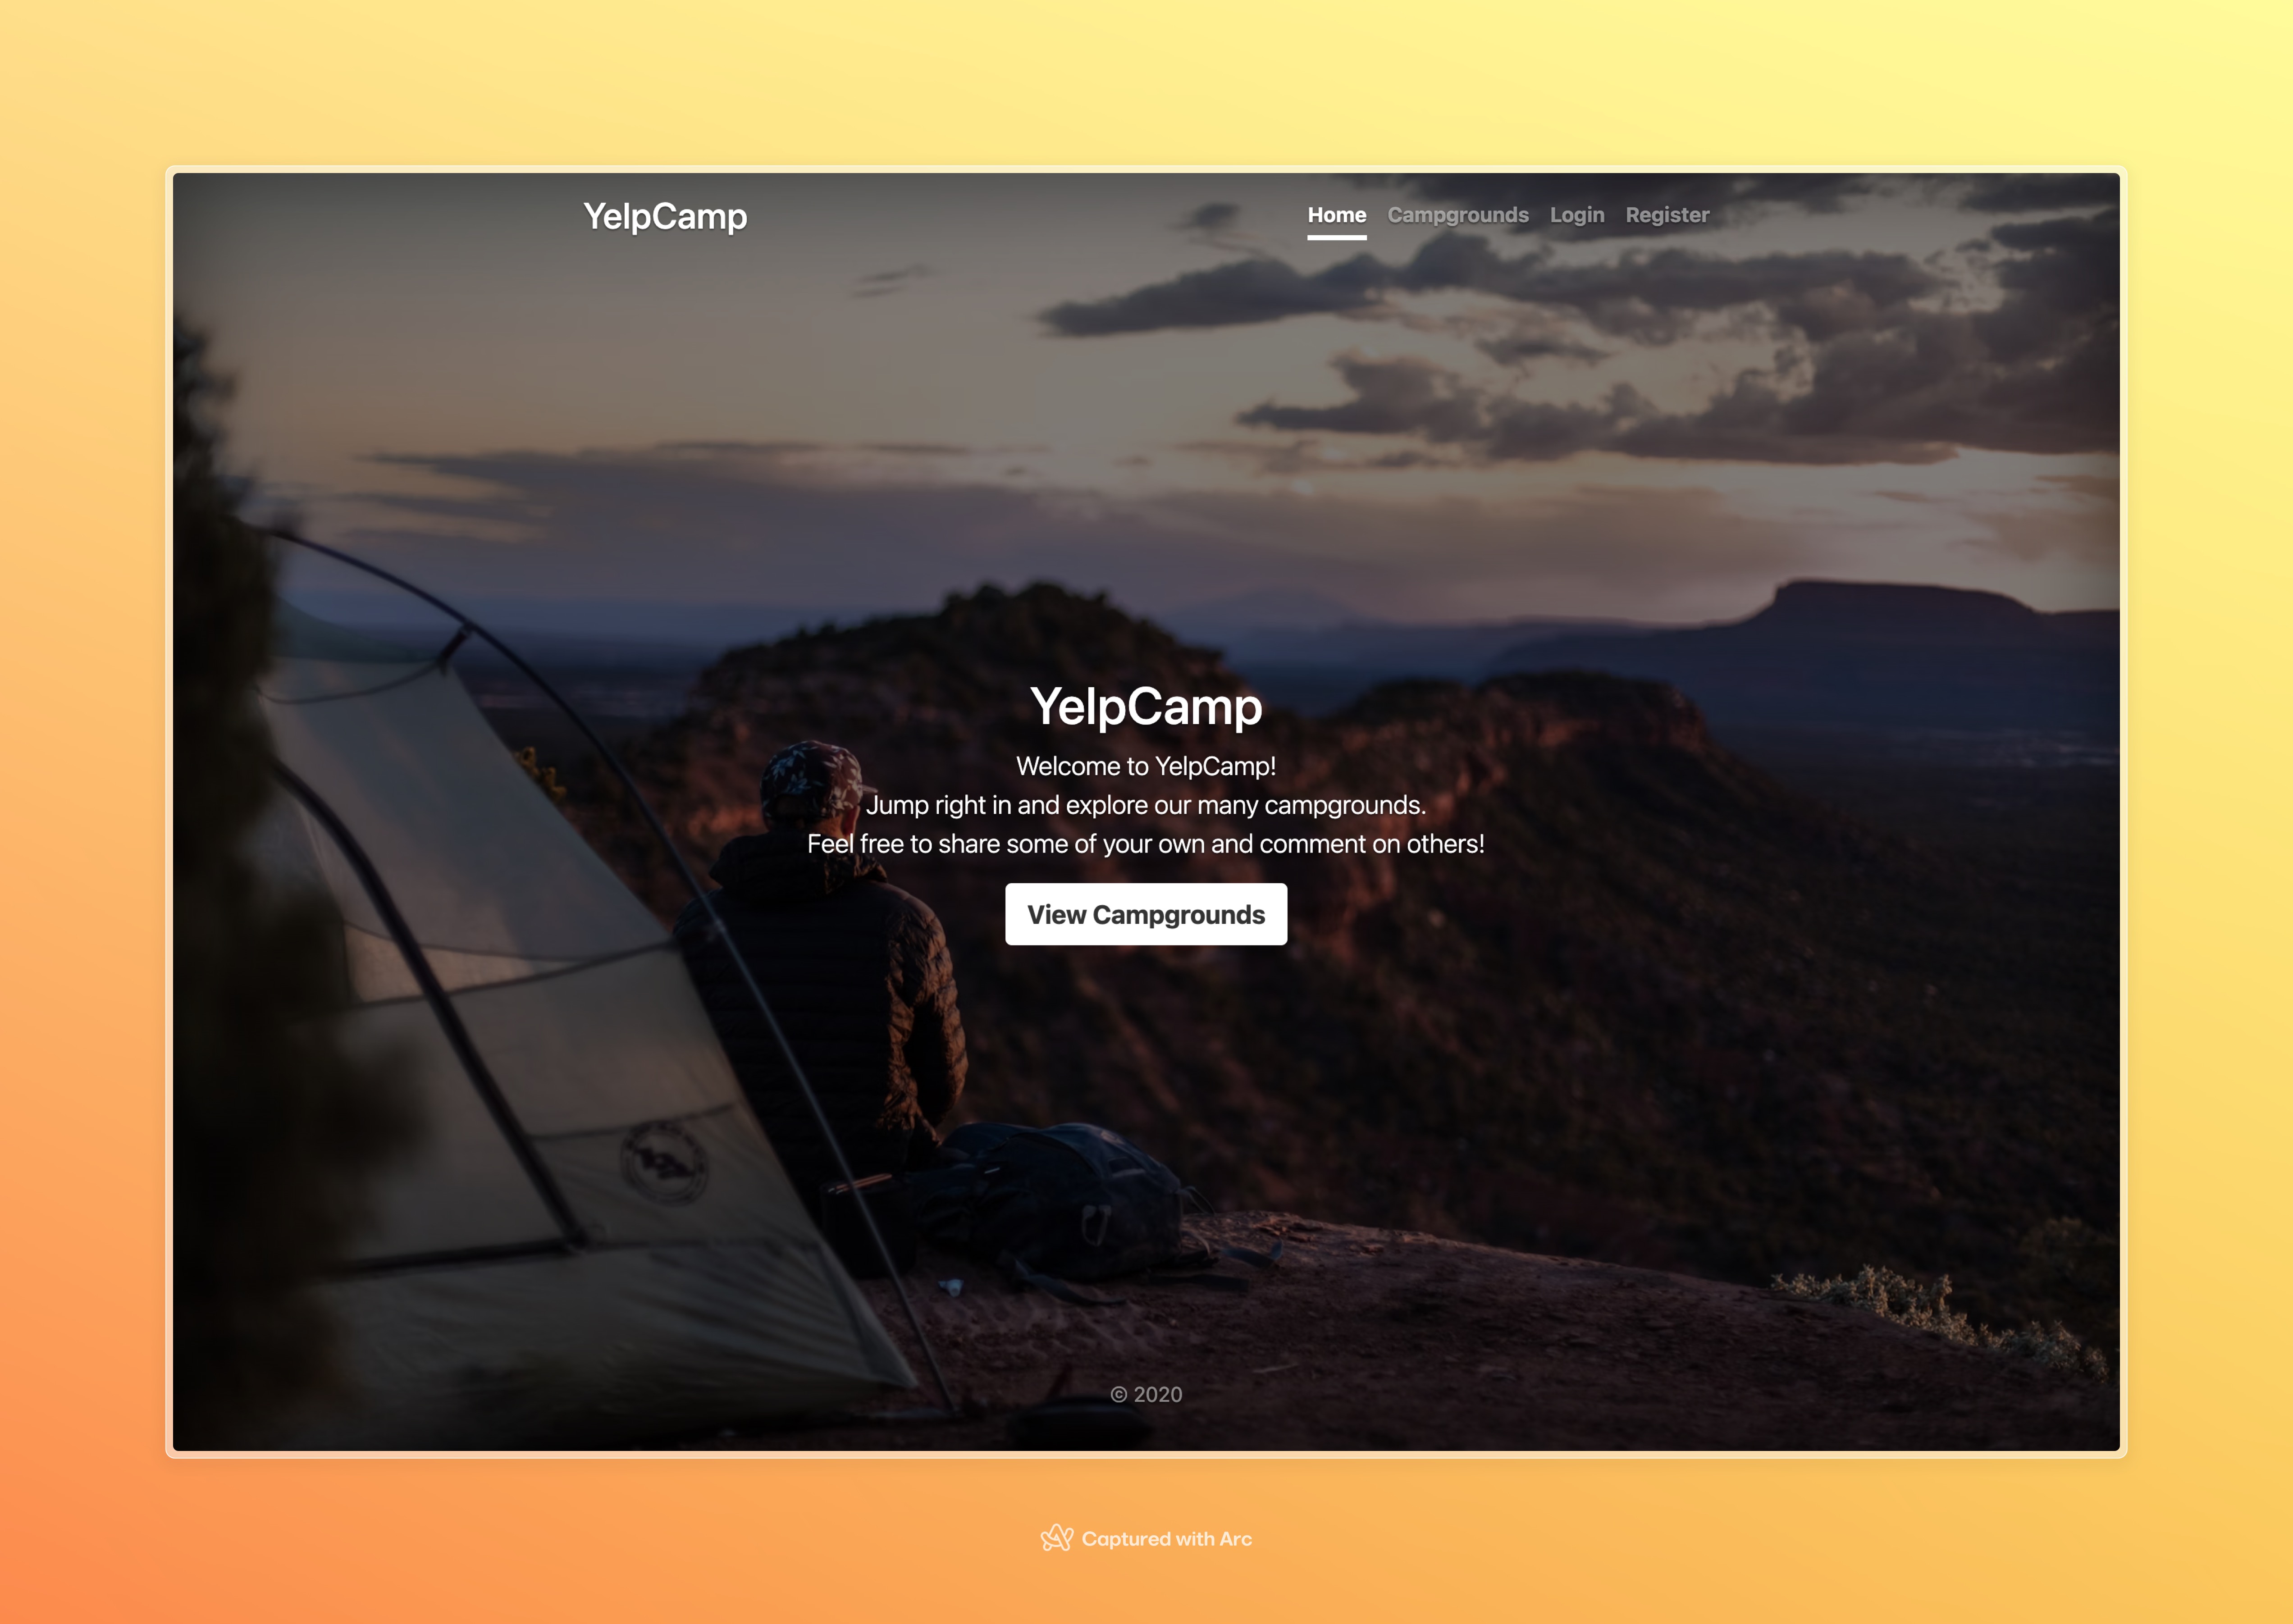 YelpCamp
Home Campgrounds Login Register
YelpCamp
Welcome to YelpCamp!
Jump right in and explore our many campgrounds.
Feel free to share some of your own and comment on others!
View Campgrounds
© 2020
Captured with Arc